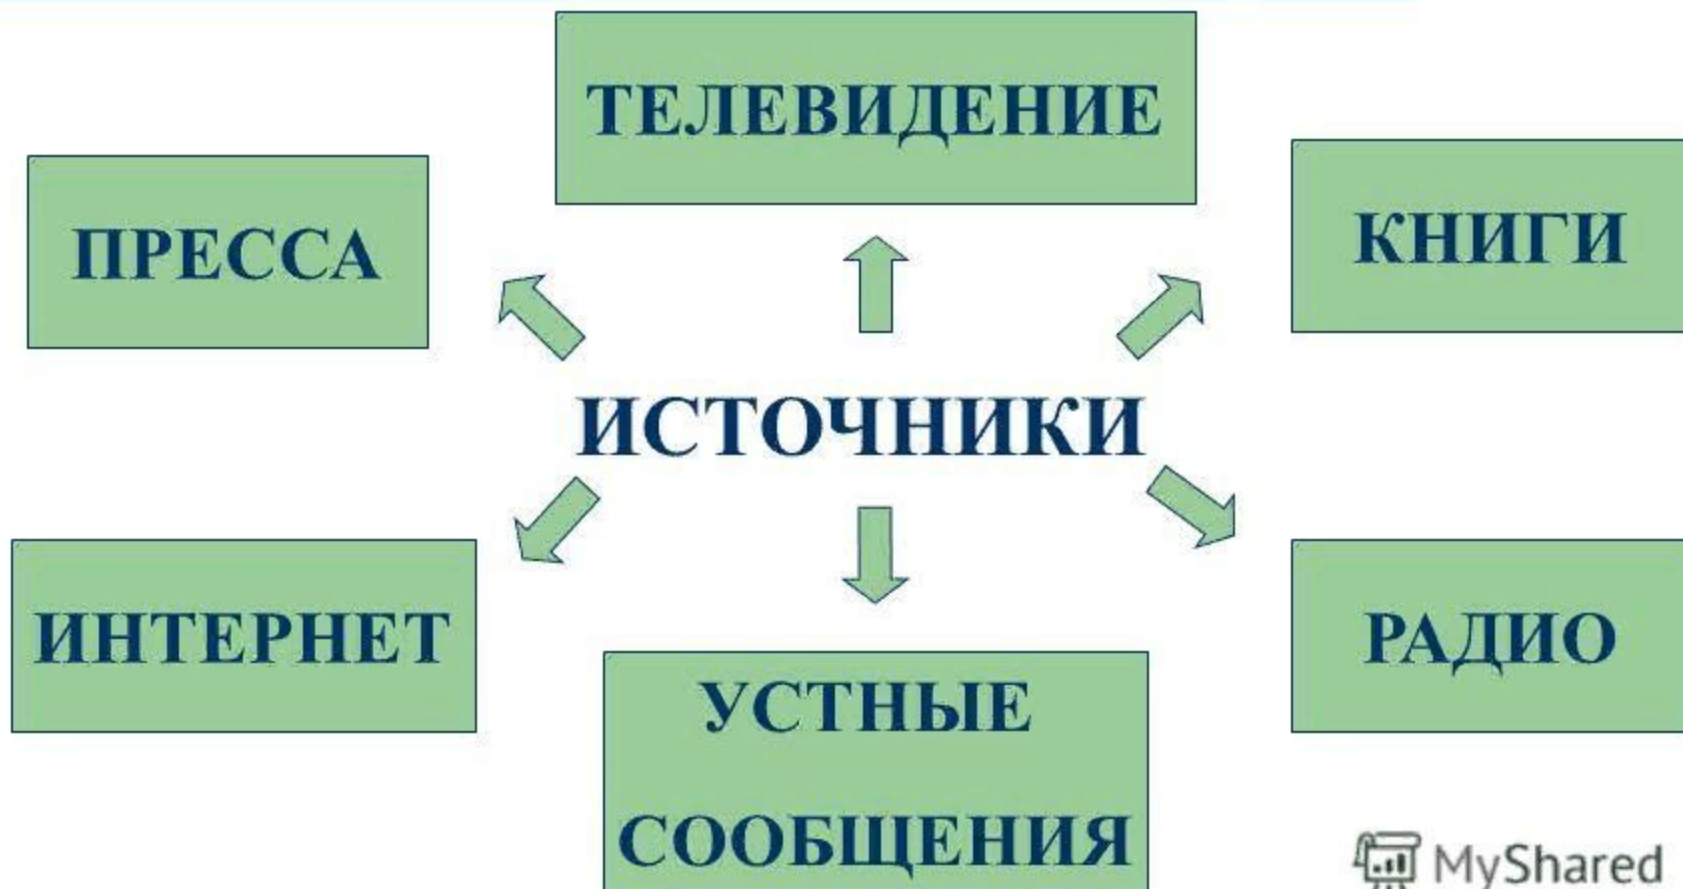 ТЕЛЕВИДЕНИЕ
ПРЕССА
КНИГИ
ИСТОЧНИКИ
ИНТЕРНЕТ
РАДИО
УСТНЫЕ
СООБЩЕНИЯ
MyShared